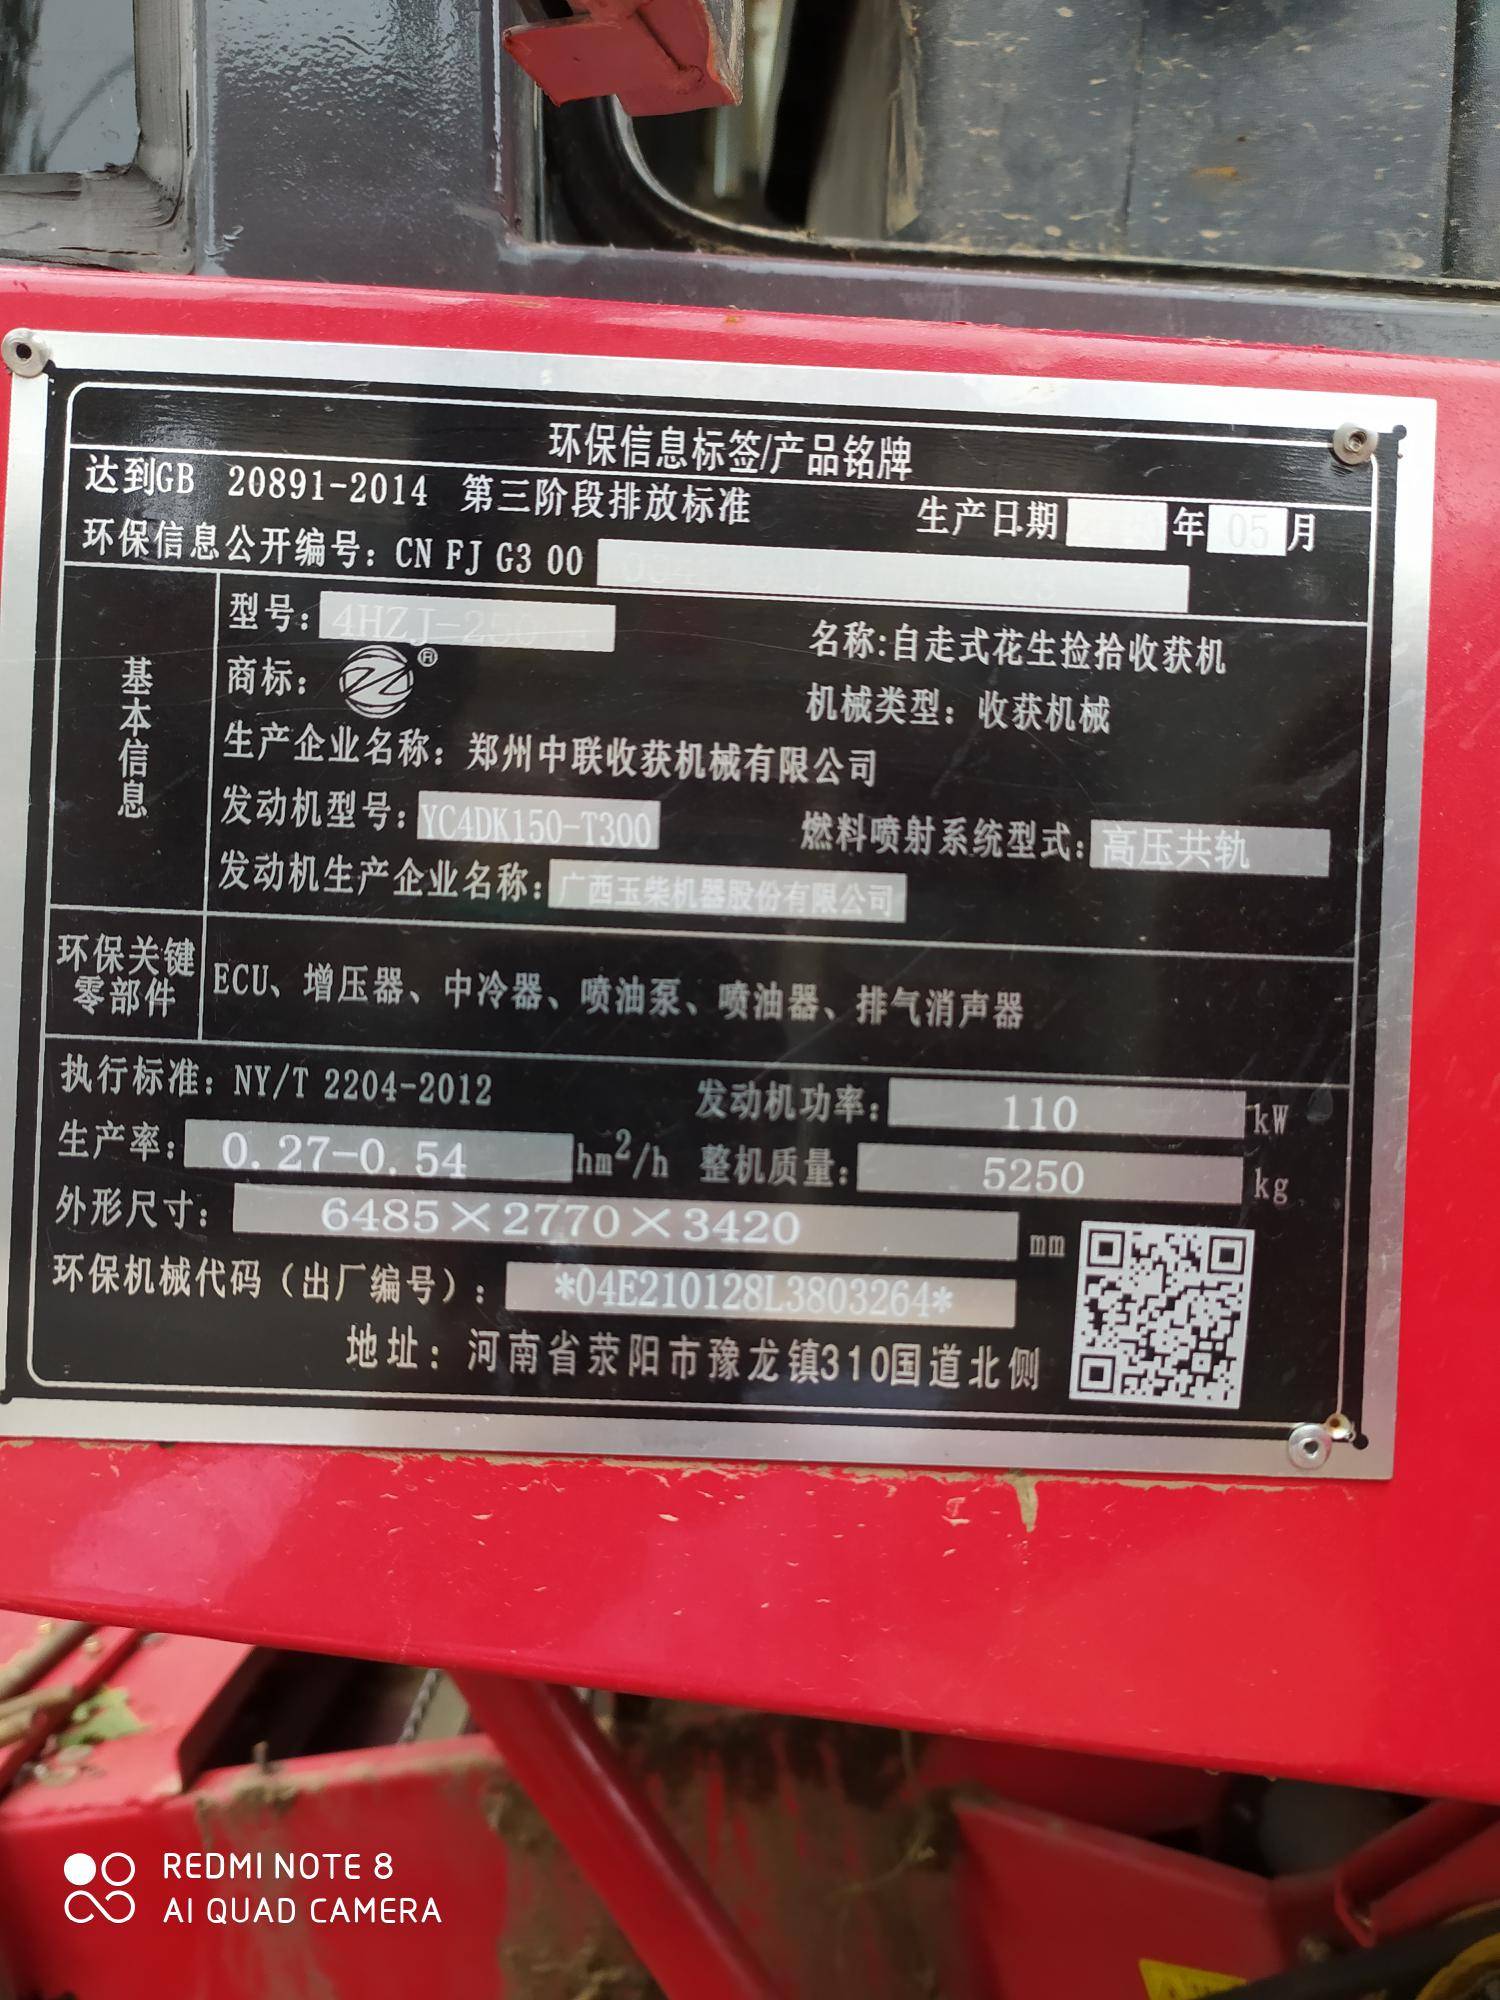 环保信息标签/产品铭牌
达到GB 20891-2014 第三阶段排放标准 生产日期 年 05 月
环保信息公开编号：CN FJ G3 00
基本信息
型号：4HZJ-2
名称:自走式花生捡拾收获机
商标： ®
机械类型：收获机械
生产企业名称：郑州中联收获机械有限公司
发动机型号：YC4DK150-T300 燃料喷射系统型式：高压共轨
发动机生产企业名称：广西玉柴机器股份有限公司
环保关键零部件
ECU、增压器、中冷器、喷油泵、喷油器、排气消声器
执行标准：NY/T 2204-2012 发动机功率：110 kW
生产率：0.27-0.54 hm²/h 整机质量：5250 kg
外形尺寸：6485×2770×3420 mm
环保机械代码（出厂编号）：*04E210128L3803264*
地址：河南省荥阳市豫龙镇310国道北侧
REDMI NOTE 8
AI QUAD CAMERA